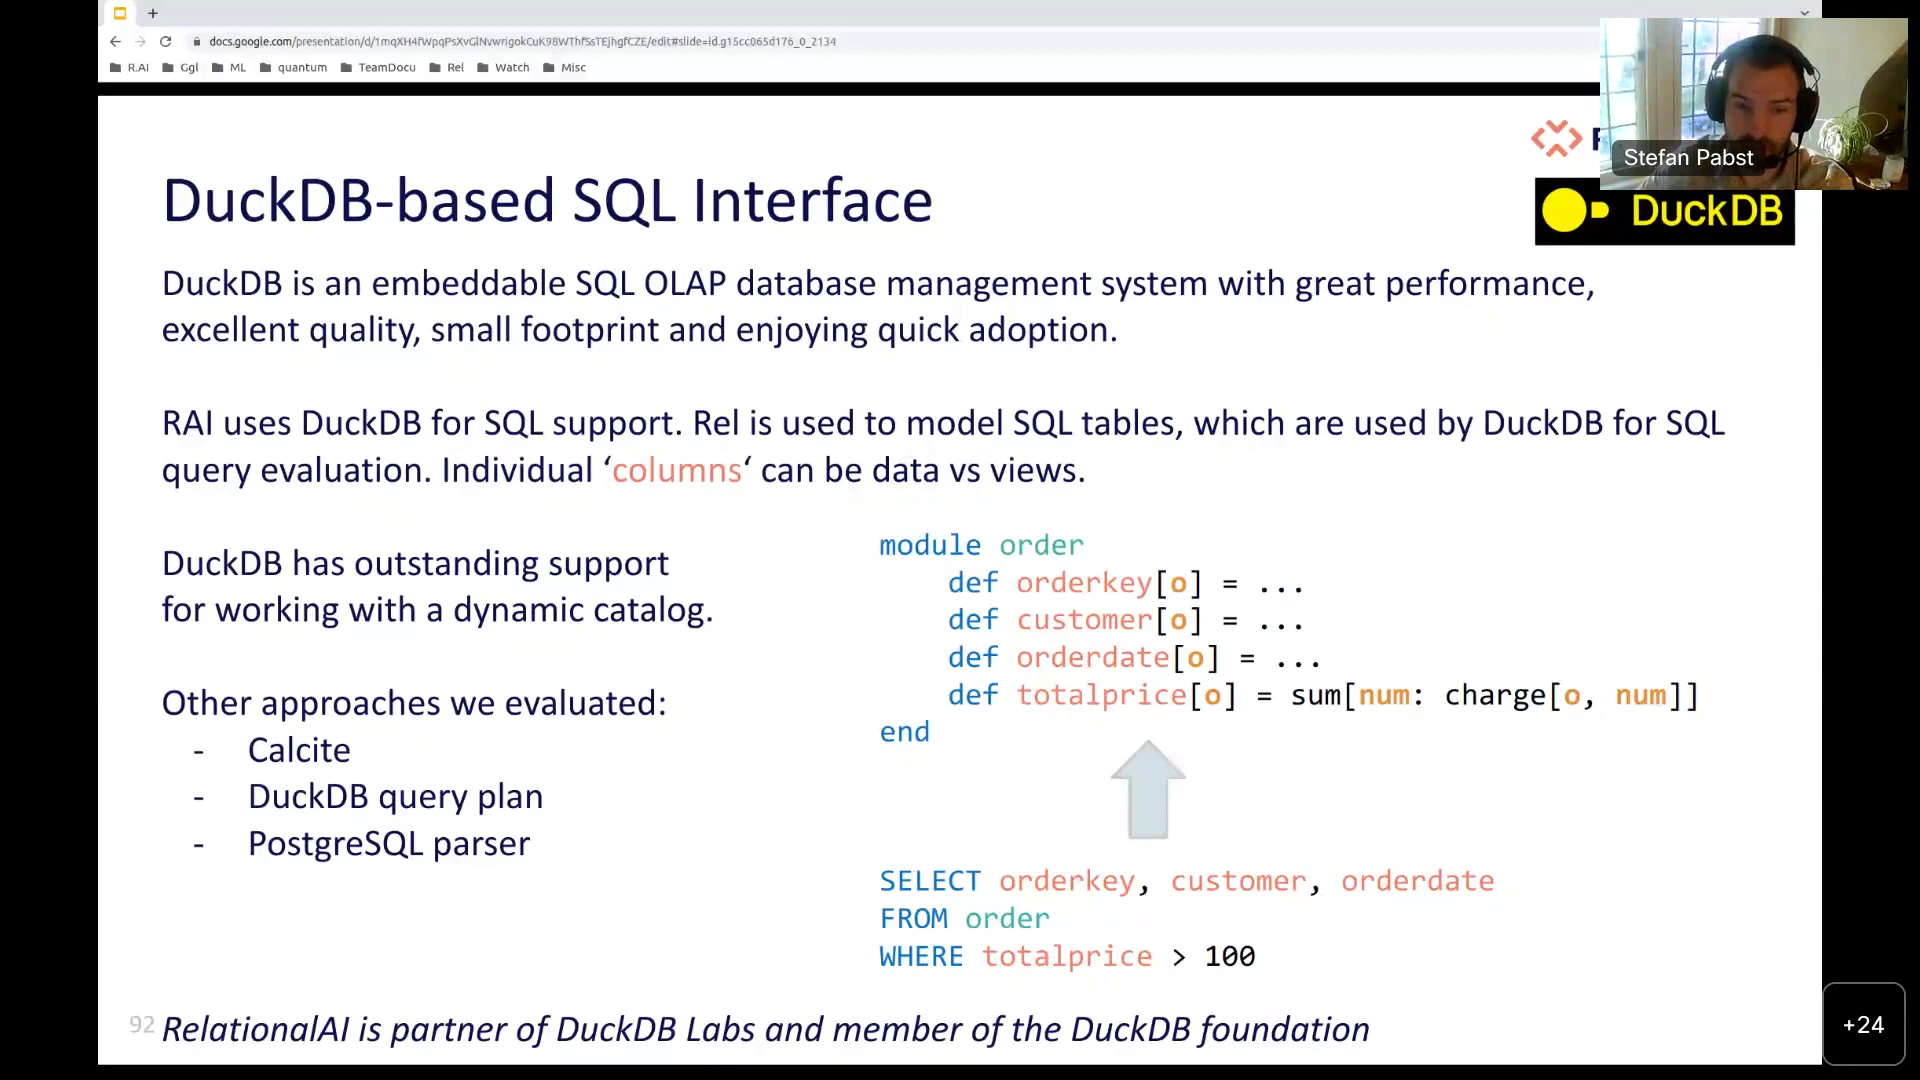 docs.google.com/presentation/d/1mqXH4fWpqPsXvGlNvwrigokCuK98WThfSsTEjhgfCZE/edit#slide=id.g15cc065d176_0_2134
R.AI Ggl ML quantum TeamDocu Rel Watch Misc
Stefan Pabst
DuckDB
DuckDB-based SQL Interface
DuckDB is an embeddable SQL OLAP database management system with great performance,
excellent quality, small footprint and enjoying quick adoption.
RAI uses DuckDB for SQL support. Rel is used to model SQL tables, which are used by DuckDB for SQL
query evaluation. Individual ‘columns‘ can be data vs views.
DuckDB has outstanding support
for working with a dynamic catalog.
Other approaches we evaluated:
- Calcite
- DuckDB query plan
- PostgreSQL parser
module order
def orderkey[o] = ...
def customer[o] = ...
def orderdate[o] = ...
def totalprice[o] = sum[num: charge[o, num]]
end
SELECT orderkey, customer, orderdate
FROM order
WHERE totalprice > 100
92 RelationalAI is partner of DuckDB Labs and member of the DuckDB foundation
+24